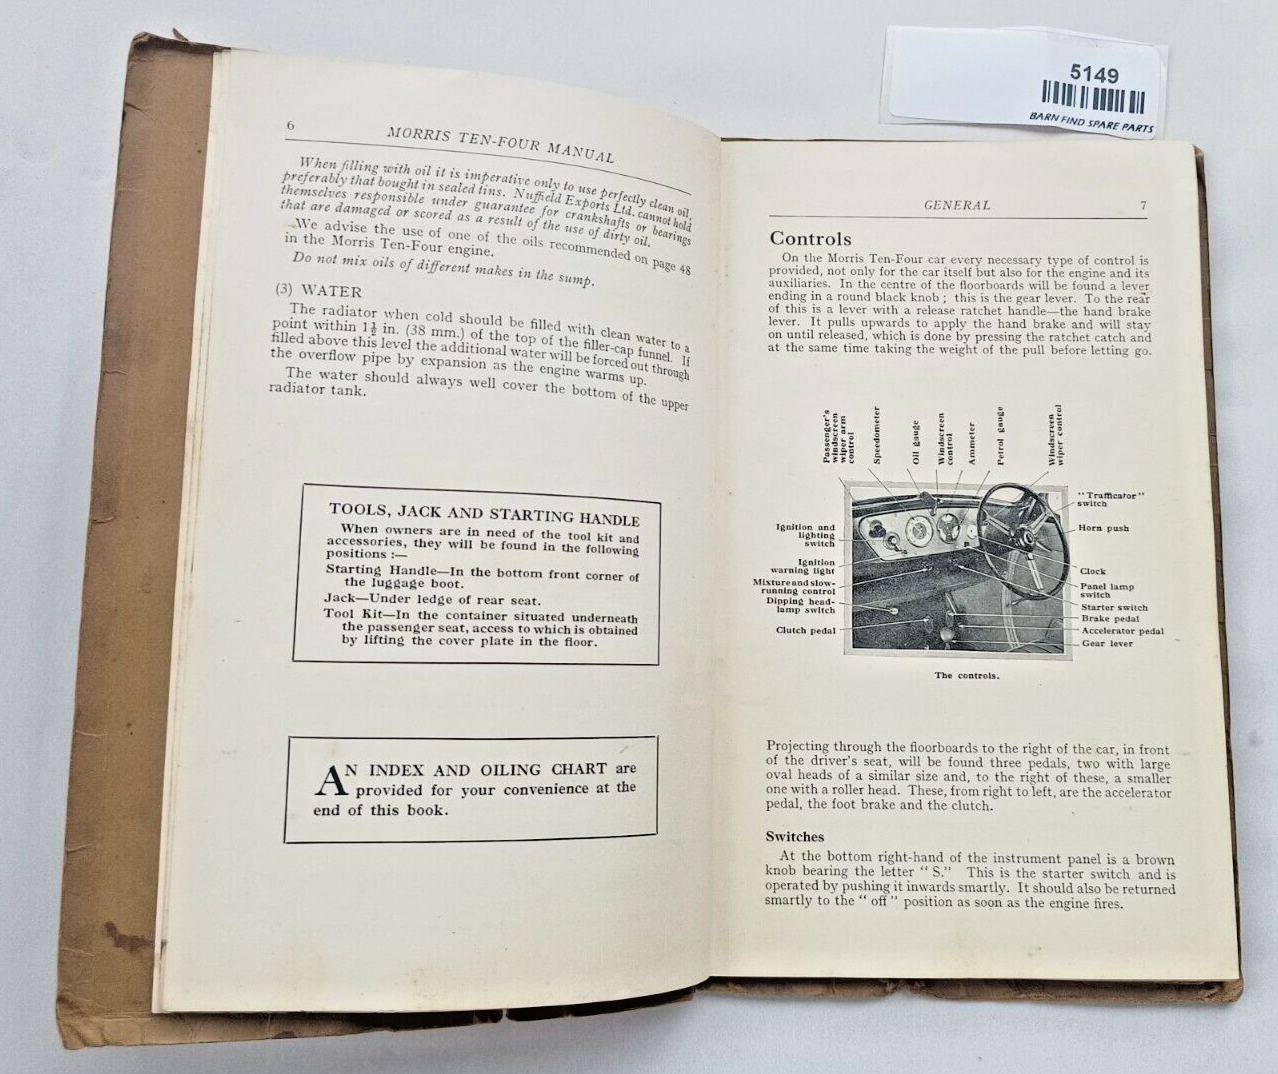 5149
BARN FIND SPARE PARTS
6
MORRIS TEN-FOUR MANUAL
When filling with oil it is imperative only to use perfectly clean oil,
preferably that bought in sealed tins. Nuffield Exports Ltd. cannot hold
themselves responsible under guarantee for crankshafts or bearings
that are damaged or scored as a result of the use of dirty oil.
We advise the use of one of the oils recommended on page 48
in the Morris Ten-Four engine.
Do not mix oils of different makes in the sump.
(3) WATER
The radiator when cold should be filled with clean water to a
point within 1½ in. (38 mm.) of the top of the filler-cap funnel. If
filled above this level the additional water will be forced out through
the overflow pipe by expansion as the engine warms up.
The water should always well cover the bottom of the upper
radiator tank.
TOOLS, JACK AND STARTING HANDLE
When owners are in need of the tool kit and
accessories, they will be found in the following
positions :—
Starting Handle—In the bottom front corner of
the luggage boot.
Jack—Under ledge of rear seat.
Tool Kit—In the container situated underneath
the passenger seat, access to which is obtained
by lifting the cover plate in the floor.
AN INDEX AND OILING CHART are
provided for your convenience at the
end of this book.
GENERAL
7
Controls
On the Morris Ten-Four car every necessary type of control is
provided, not only for the car itself but also for the engine and its
auxiliaries. In the centre of the floorboards will be found a lever
ending in a round black knob ; this is the gear lever. To the rear
of this is a lever with a release ratchet handle—the hand brake
lever. It pulls upwards to apply the hand brake and will stay
on until released, which is done by pressing the ratchet catch and
at the same time taking the weight of the pull before letting go.
Passenger's
windscreen
wiper arm
control
Speedometer
Oil gauge
Windscreen
control
Ammeter
Petrol gauge
Windscreen
wiper control
Ignition and
lighting
switch
Ignition
warning light
Mixture and slow-
running control
Dipping head-
lamp switch
Clutch pedal
"Trafficator"
switch
Horn push
Clock
Panel lamp
switch
Starter switch
Brake pedal
Accelerator pedal
Gear lever
The controls.
Projecting through the floorboards to the right of the car, in front
of the driver's seat, will be found three pedals, two with large
oval heads of a similar size and, to the right of these, a smaller
one with a roller head. These, from right to left, are the accelerator
pedal, the foot brake and the clutch.
Switches
At the bottom right-hand of the instrument panel is a brown
knob bearing the letter " S." This is the starter switch and is
operated by pushing it inwards smartly. It should also be returned
smartly to the " off " position as soon as the engine fires.